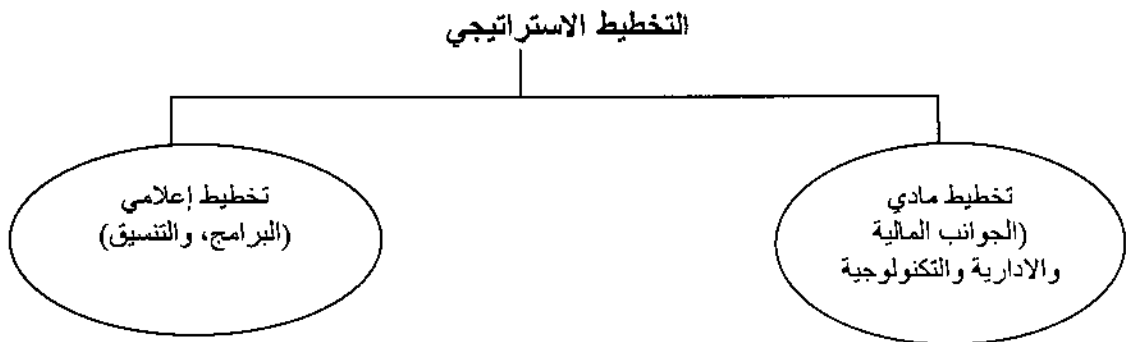 التخطيط الاستراتيجي
تخطيط مادي
(الجوانب المالية
والادارية والتكنولوجية
تخطيط إعلامي
(البرامج، والتنسيق)